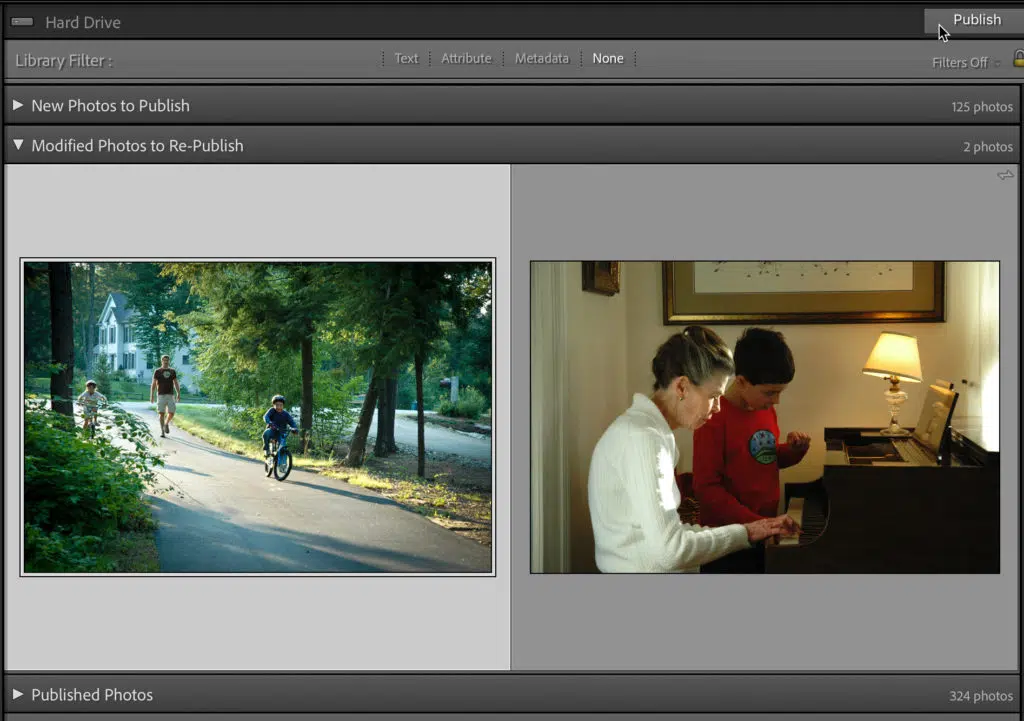 Hard Drive Publish
Library Filter : Text Attribute Metadata None Filters Off
New Photos to Publish 125 photos
Modified Photos to Re-Publish 2 photos
Published Photos 324 photos